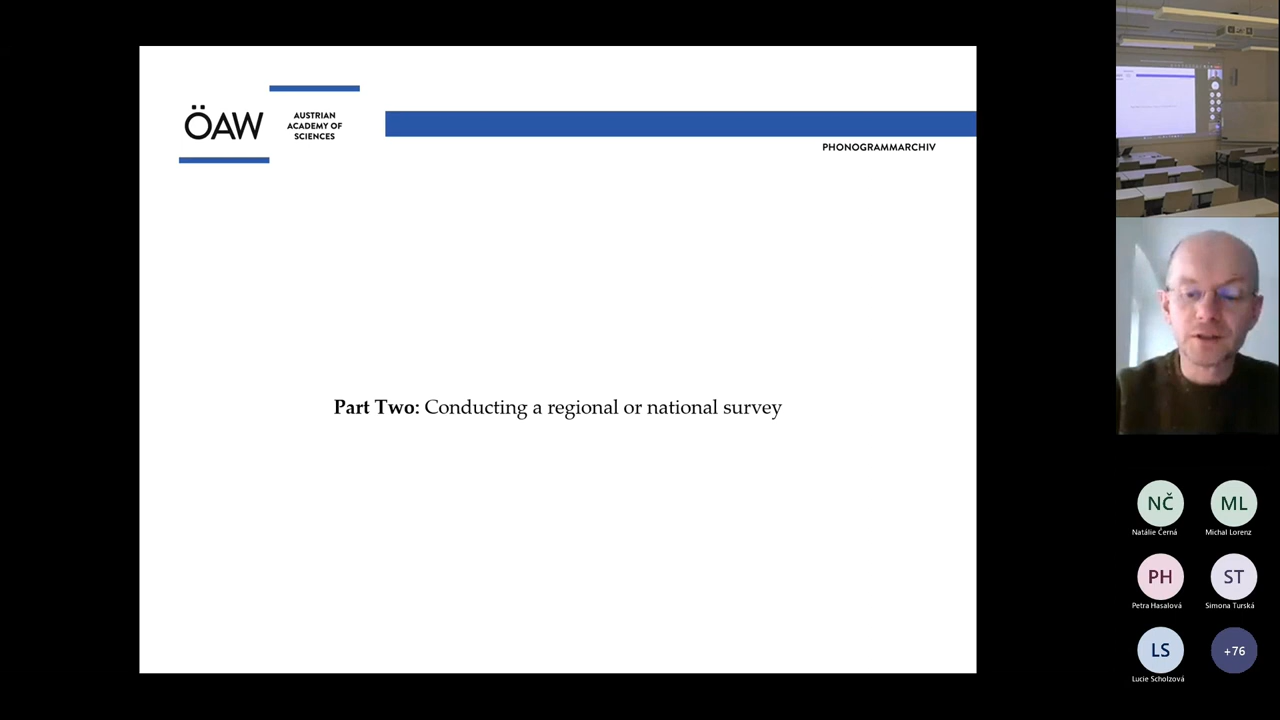 ÖAW
AUSTRIAN
ACADEMY OF
SCIENCES
PHONOGRAMMARCHIV
Part Two: Conducting a regional or national survey
NČ
Natálie Černá
ML
Michal Lorenz
PH
Petra Hasalová
ST
Simona Turská
LS
Lucie Scholzová
+76